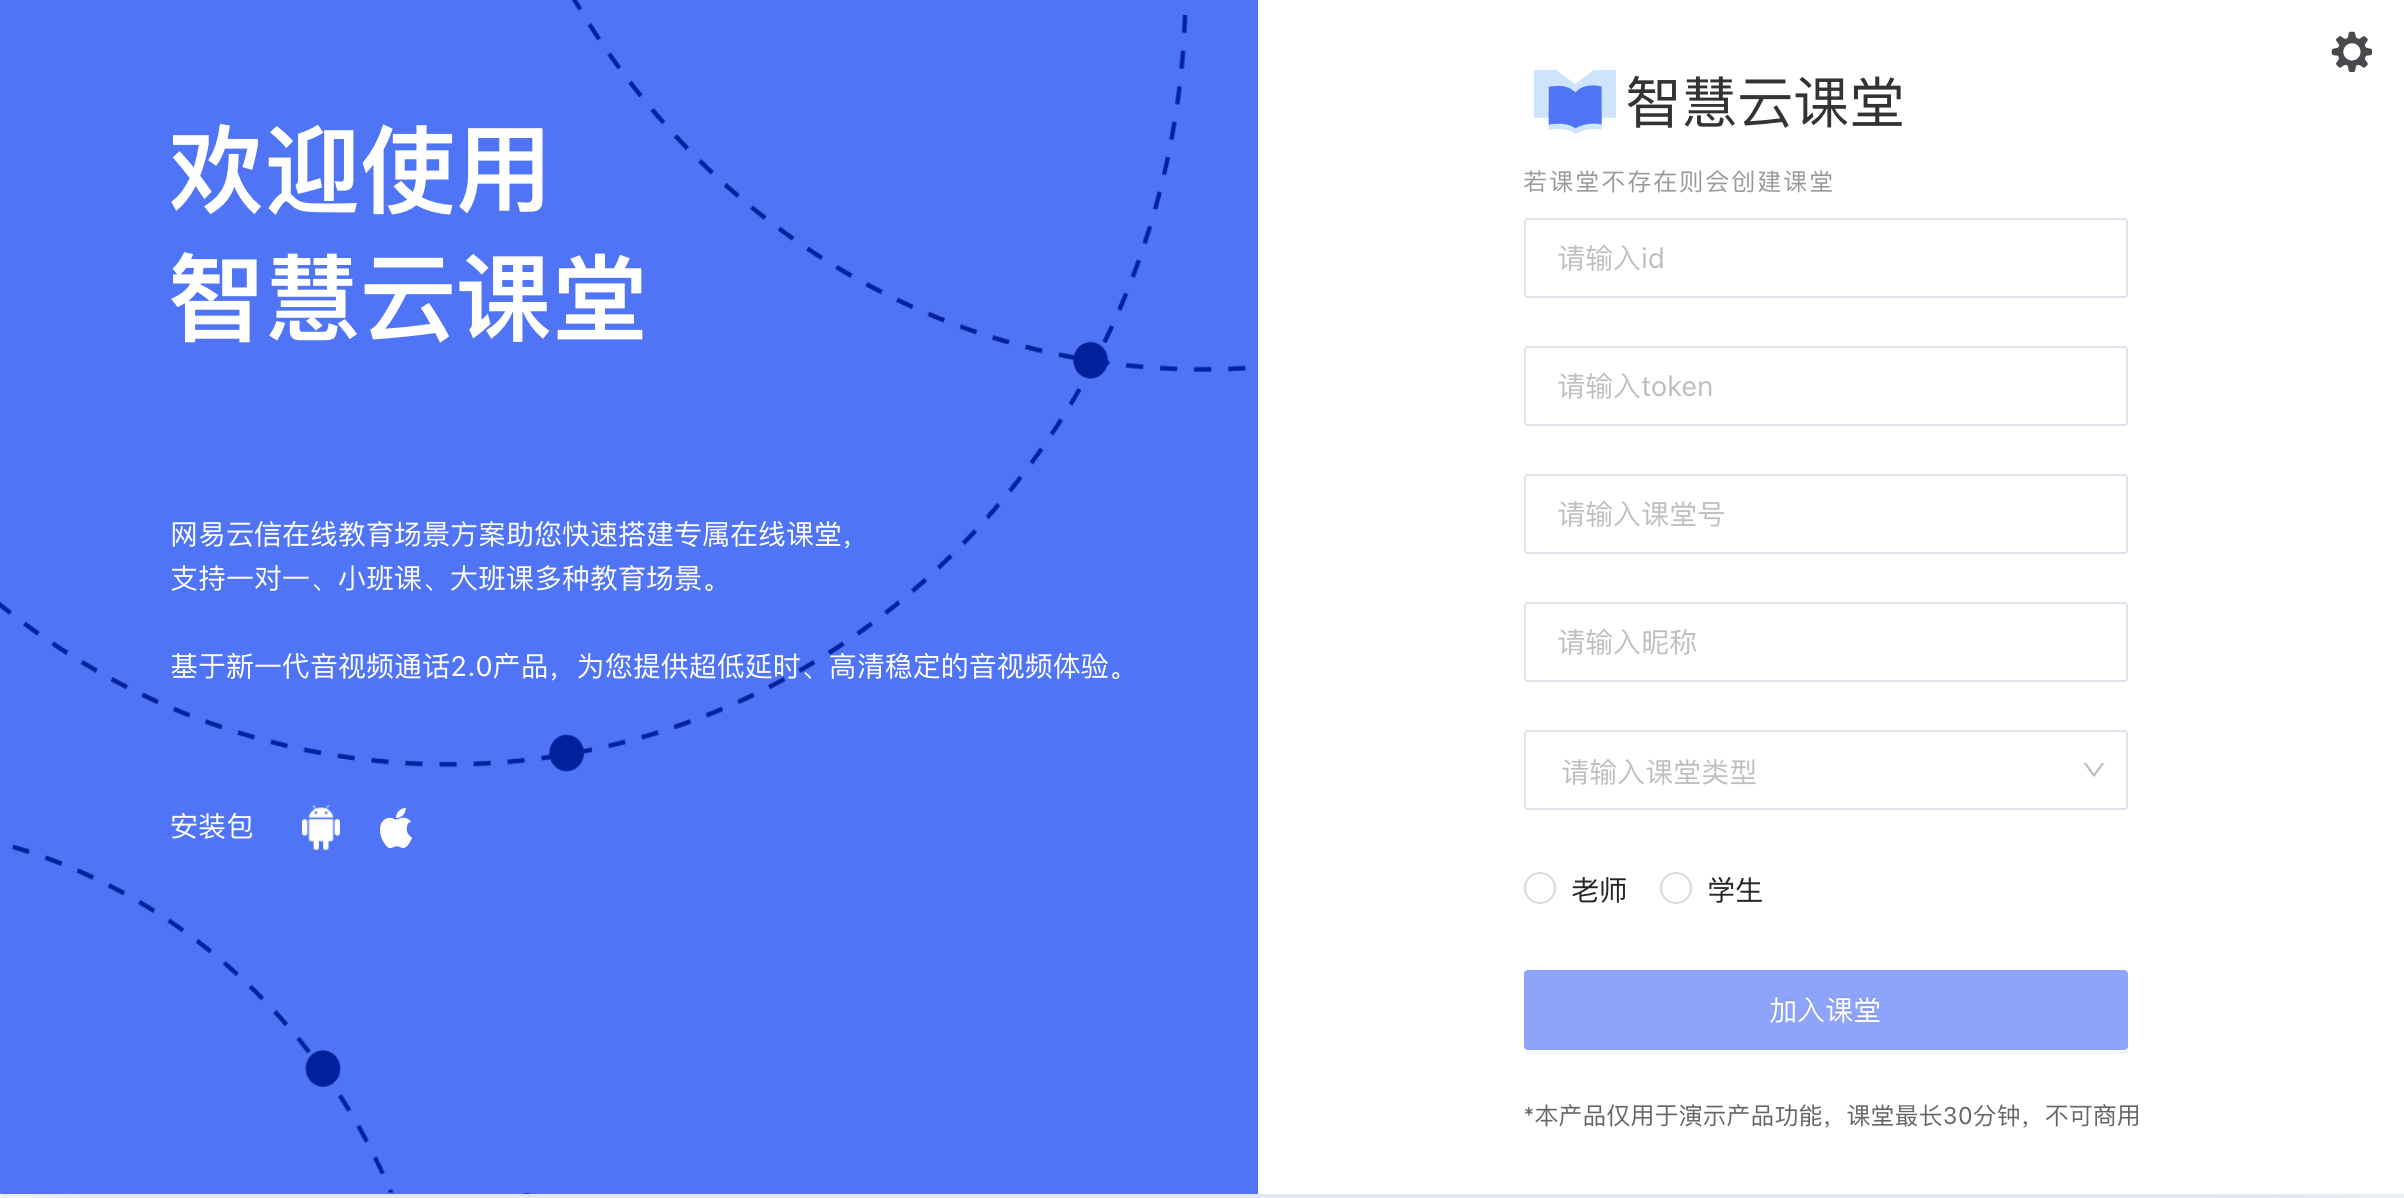 欢迎使用
智慧云课堂
网易云信在线教育场景方案助您快速搭建专属在线课堂，
支持一对一、小班课、大班课多种教育场景。
基于新一代音视频通话2.0产品，为您提供超低延时、高清稳定的音视频体验。
安装包
智慧云课堂
若课堂不存在则会创建课堂
请输入id
请输入token
请输入课堂号
请输入昵称
请输入课堂类型
老师 学生
加入课堂
*本产品仅用于演示产品功能，课堂最长30分钟，不可商用